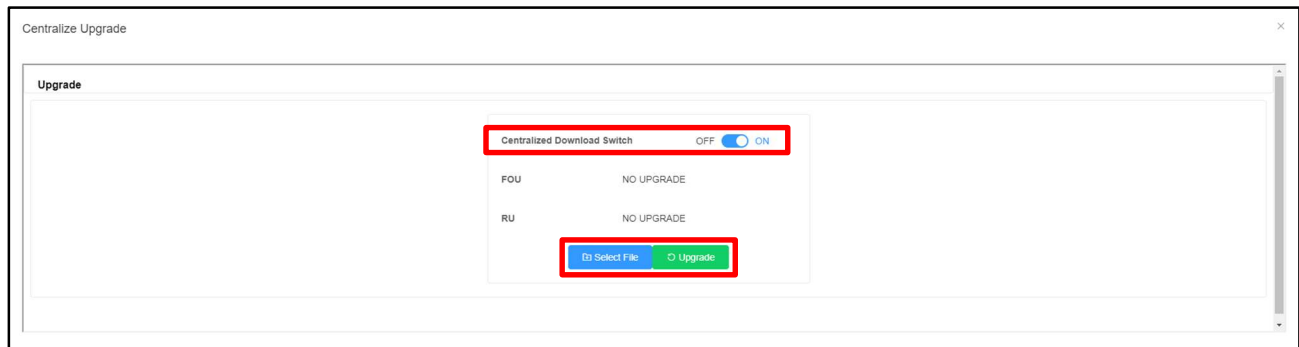 Centralize Upgrade
Upgrade
Centralized Download Switch OFF ON
FOU NO UPGRADE
RU NO UPGRADE
Select File Upgrade